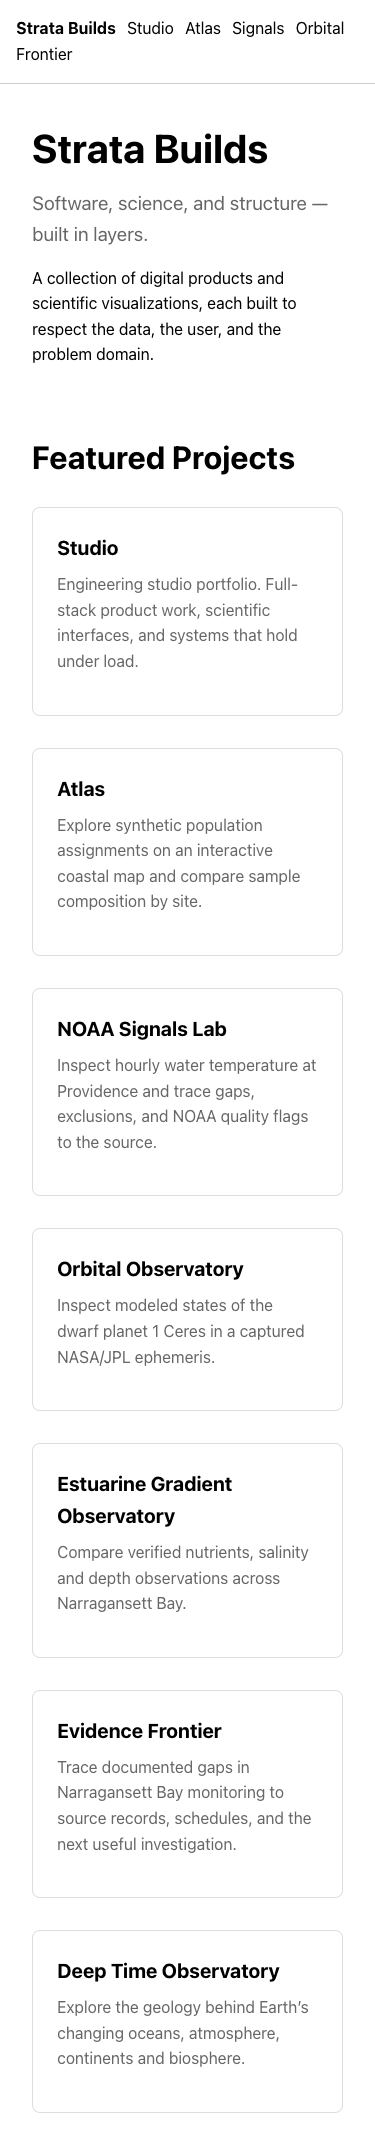 Strata Builds Studio Atlas Signals Orbital
Frontier
Strata Builds
Software, science, and structure —
built in layers.
A collection of digital products and
scientific visualizations, each built to
respect the data, the user, and the
problem domain.
Featured Projects
Studio
Engineering studio portfolio. Full-
stack product work, scientific
interfaces, and systems that hold
under load.
Atlas
Explore synthetic population
assignments on an interactive
coastal map and compare sample
composition by site.
NOAA Signals Lab
Inspect hourly water temperature at
Providence and trace gaps,
exclusions, and NOAA quality flags
to the source.
Orbital Observatory
Inspect modeled states of the
dwarf planet 1 Ceres in a captured
NASA/JPL ephemeris.
Estuarine Gradient
Observatory
Compare verified nutrients, salinity
and depth observations across
Narragansett Bay.
Evidence Frontier
Trace documented gaps in
Narragansett Bay monitoring to
source records, schedules, and the
next useful investigation.
Deep Time Observatory
Explore the geology behind Earth’s
changing oceans, atmosphere,
continents and biosphere.